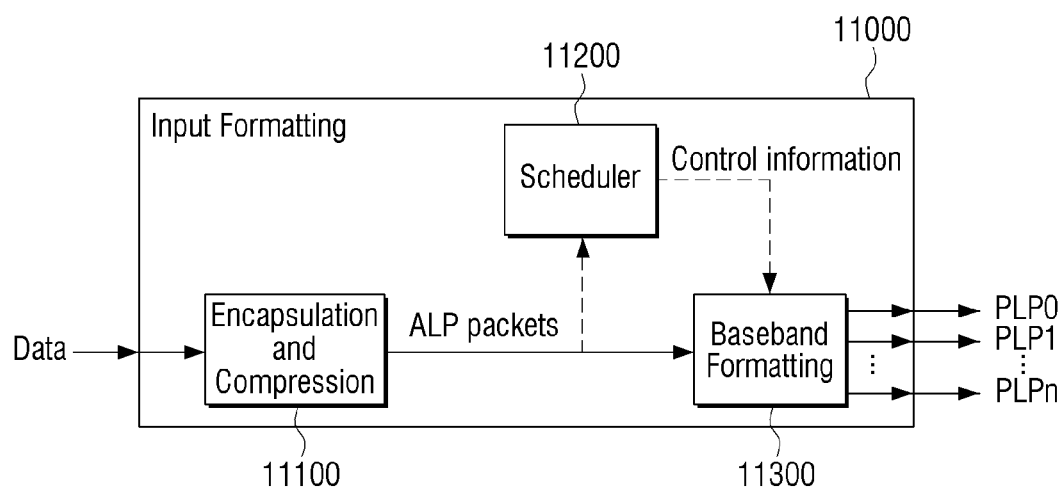 11000
11200
Input Formatting
Scheduler
Control information
Encapsulation
and
Compression
ALP packets
Baseband
Formatting
Data
PLP0
PLP1
PLPn
11100
11300